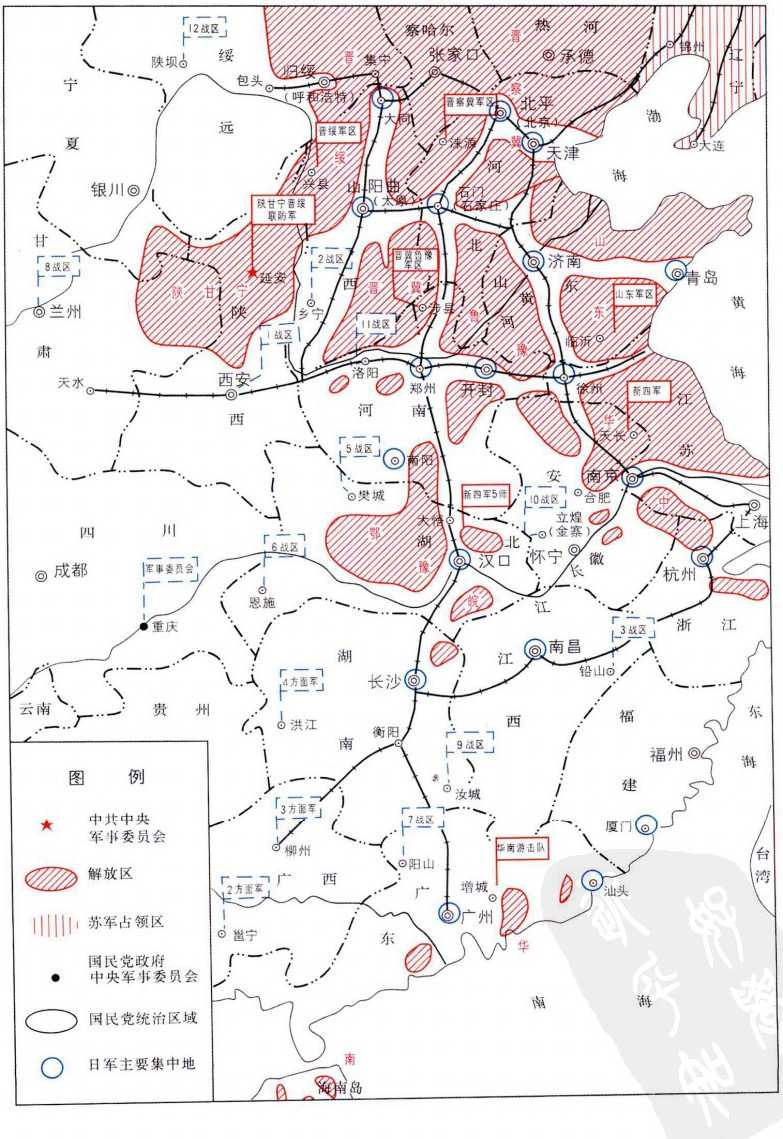 12战区
陕坝
绥
察哈尔
热河
晋
晋
集宁
张家口
承德
锦州
辽宁
宁夏
包头
归绥
(呼和浩特)
大同
察
晋察冀军区
北平
(北京)
渤海
远
晋绥军区
绥
涞源
冀
天津
大连
兴县
河
银川
山
阳曲
(太原)
石门
(石家庄)
陕甘宁晋绥
联防军
甘肃
8战区
兰州
延安
陕甘宁
陕
2战区
西
晋
冀
北
山
山
济南
东
青岛
黄海
黄河
山东军区
东
乡宁
涉县
鲁
豫
临沂
11战区
1战区
天水
西安
西
洛阳
郑州
开封
徐州
新四军
江苏
河南
华
天长
5战区
南阳
安徽
南京
樊城
新四军5师
10战区
合肥
立煌
(金寨)
上海
四川
鄂
湖北
豫
汉口
怀宁
长江
杭州
成都
军事委员会
6战区
恩施
皖
重庆
3战区
浙江
湖南
江西
南昌
铅山
长沙
云南
贵州
4方面军
洪江
衡阳
福建
东海
9战区
福州
汝城
3方面军
柳州
7战区
阳山
厦门
台湾
华南游击队
广西
2方面军
邕宁
广东
增城
广州
汕头
华
南海
南
海南岛
图例
中共中央
军事委员会
解放区
苏军占领区
国民党政府
中央军事委员会
国民党统治区域
日军主要集中地